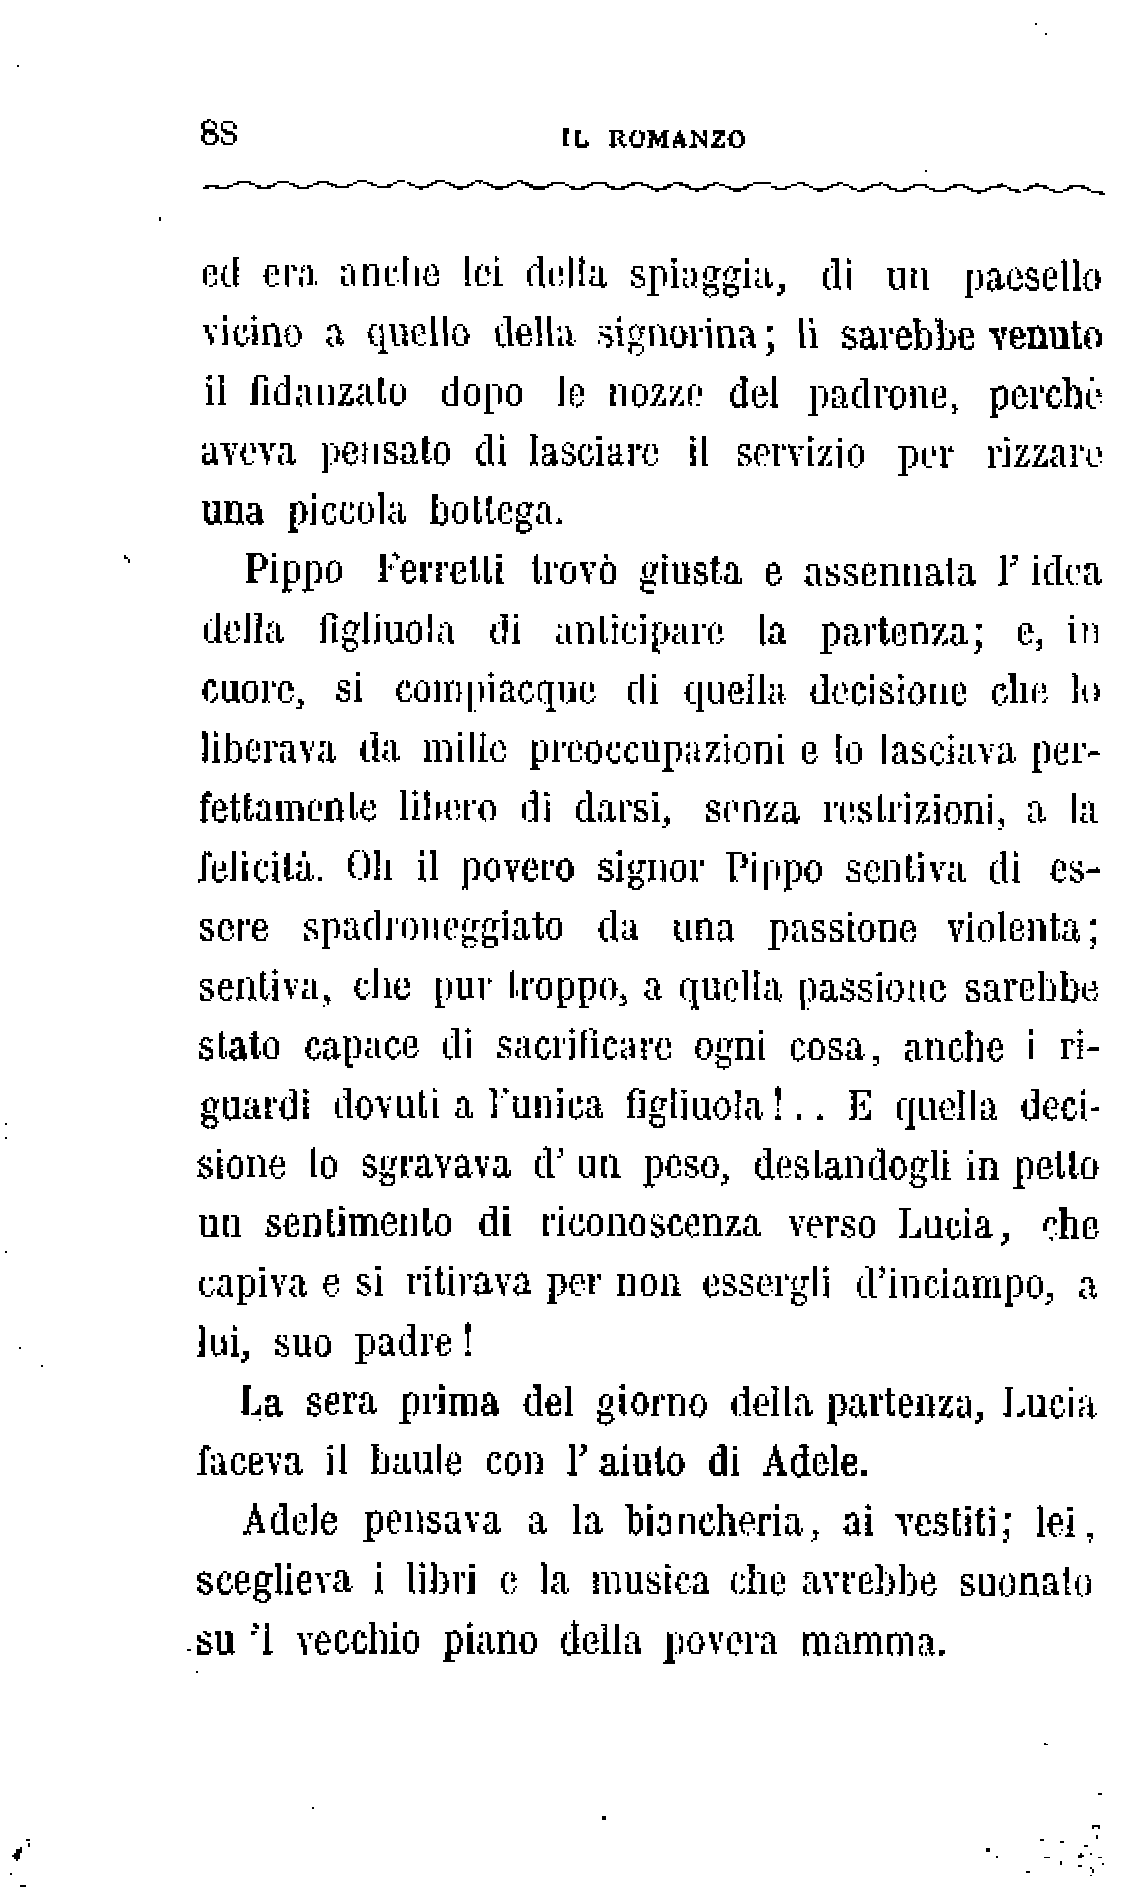 88
IL ROMANZO
ed era anche lei della spiaggia, di un paesello
vicino a quello della signorina; lì sarebbe venuto
il fidanzato dopo le nozze del padrone, perchè
aveva pensato di lasciare il servizio per rizzare
una piccola bottega.
Pippo Ferretti trovò giusta e assennata l' idea
della figliuola di anticipare la partenza; e, in
cuore, si compiacque di quella decisione che lo
liberava da mille preoccupazioni e lo lasciava per-
fettamente libero di darsi, senza restrizioni, a la
felicità. Oh il povero signor Pippo sentiva di es-
sere spadroneggiato da una passione violenta;
sentiva, che pur troppo, a quella passione sarebbe
stato capace di sacrificare ogni cosa, anche i ri-
guardi dovuti a l'unica figliuola!.. E quella deci-
sione lo sgravava d' un peso, destandogli in petto
un sentimento di riconoscenza verso Lucia, che
capiva e si ritirava per non essergli d'inciampo, a
lui, suo padre!
La sera prima del giorno della partenza, Lucia
faceva il baule con l' aiuto di Adele.
Adele pensava a la biancheria, ai vestiti; lei,
sceglieva i libri e la musica che avrebbe suonato
su 'l vecchio piano della povera mamma.